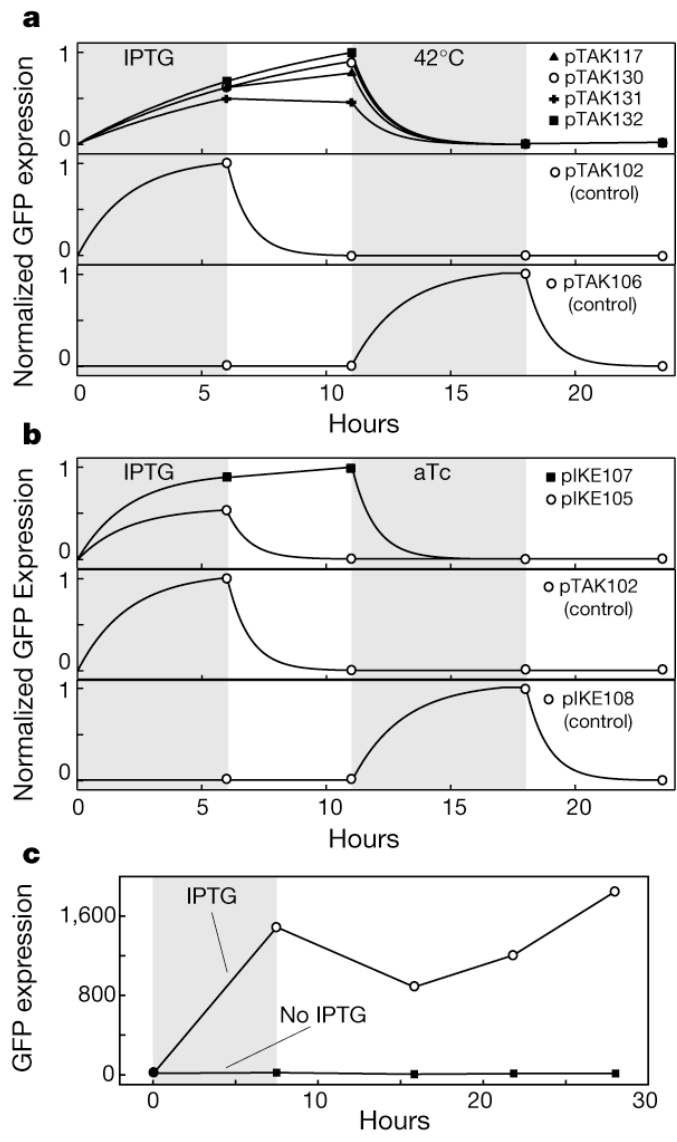 a
IPTG
42°C
pTAK117
pTAK130
pTAK131
pTAK132
1
0
pTAK102
(control)
1
0
pTAK106
(control)
1
0
Normalized GFP expression
0
5
10
15
20
Hours
b
IPTG
aTc
pIKE107
pIKE105
1
0
pTAK102
(control)
1
0
pIKE108
(control)
1
0
Normalized GFP Expression
0
5
10
15
20
Hours
c
IPTG
No IPTG
1,600
800
0
GFP expression
0
10
20
30
Hours